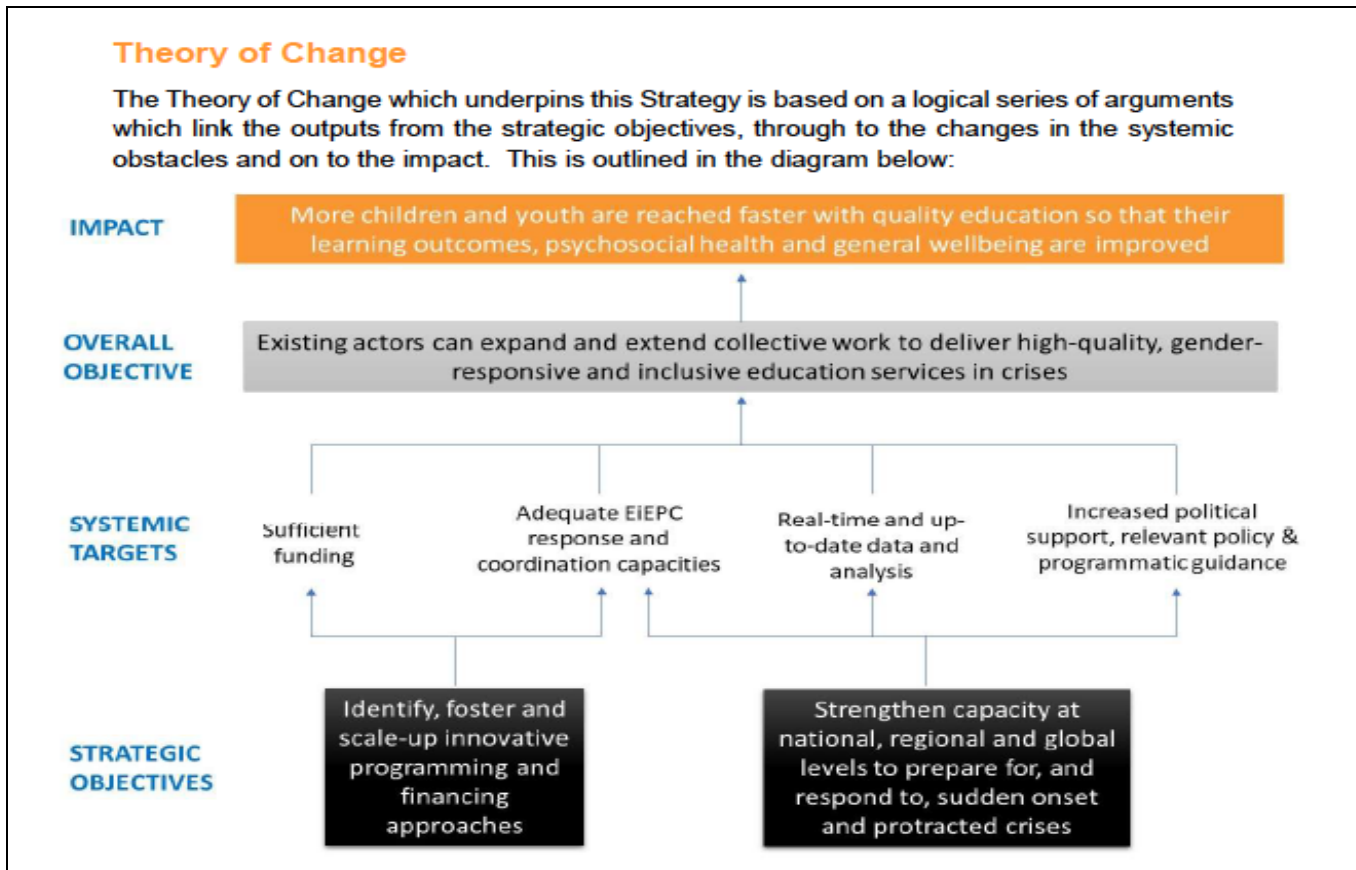 Theory of Change
The Theory of Change which underpins this Strategy is based on a logical series of arguments
which link the outputs from the strategic objectives, through to the changes in the systemic
obstacles and on to the impact. This is outlined in the diagram below:
IMPACT
More children and youth are reached faster with quality education so that their
learning outcomes, psychosocial health and general wellbeing are improved
OVERALL
OBJECTIVE
Existing actors can expand and extend collective work to deliver high-quality, gender-
responsive and inclusive education services in crises
SYSTEMIC
TARGETS
Sufficient
funding
Adequate EiEPC
response and
coordination capacities
Real-time and up-
to-date data and
analysis
Increased political
support, relevant policy &
programmatic guidance
STRATEGIC
OBJECTIVES
Identify, foster and
scale-up innovative
programming and
financing
approaches
Strengthen capacity at
national, regional and global
levels to prepare for, and
respond to, sudden onset
and protracted crises